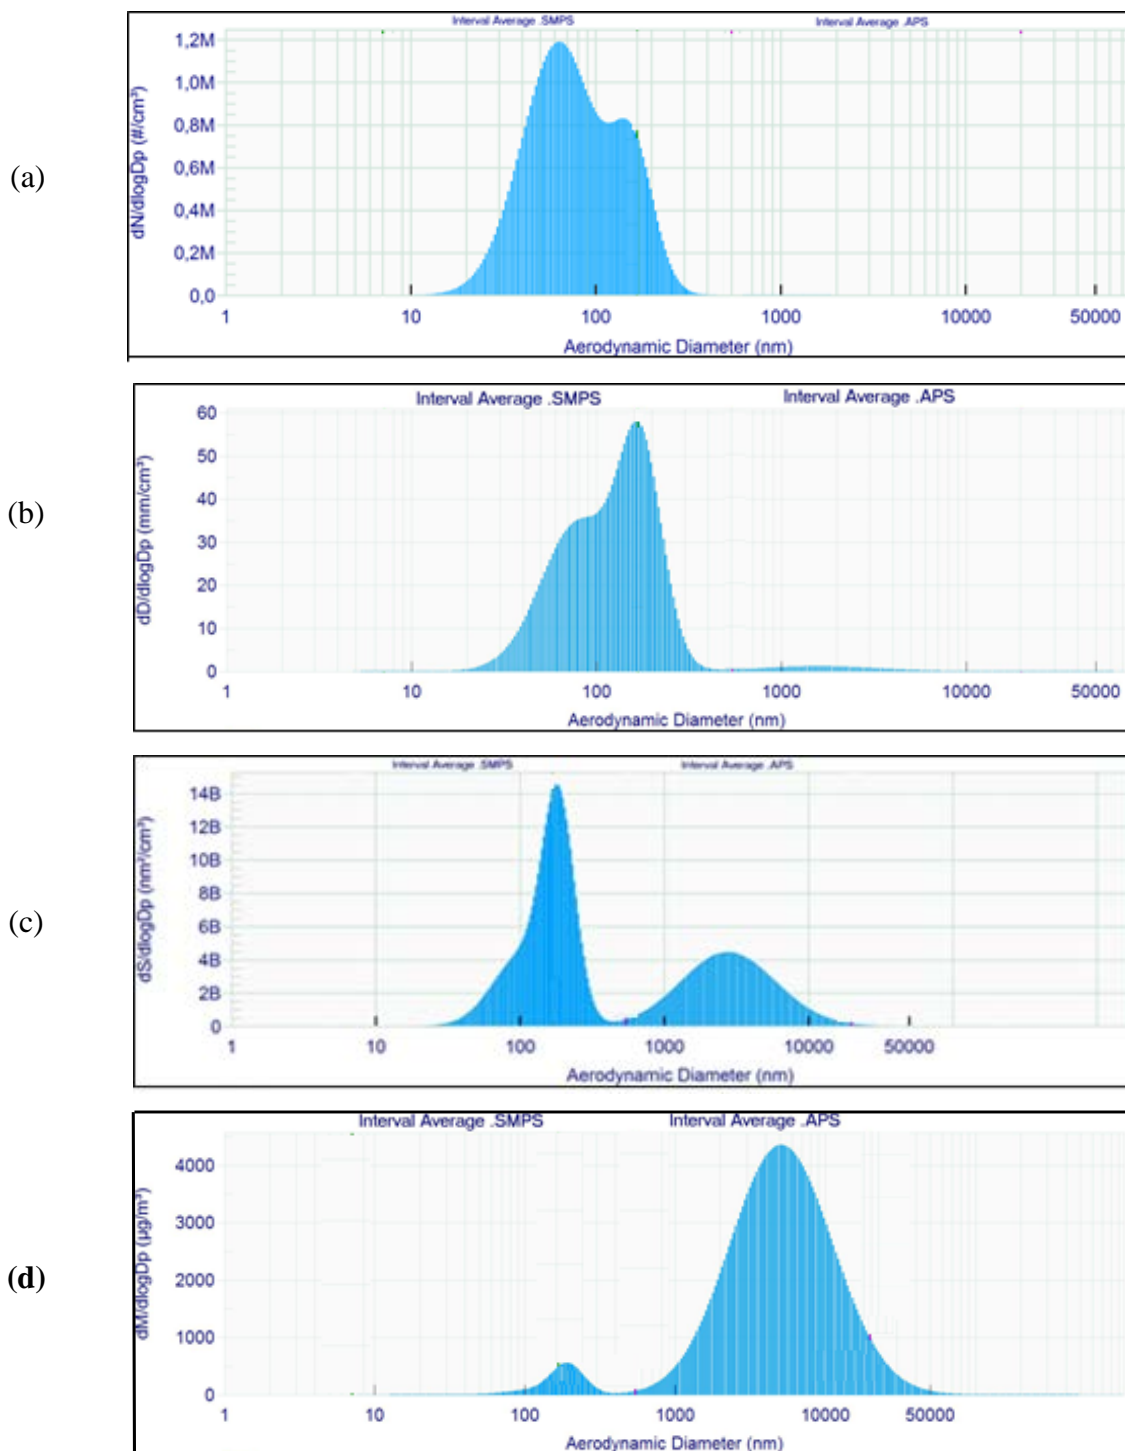 (a)
Interval Average .SMPS Interval Average .APS
dN/dlogDp (#/cm³)
1,2M
1,0M
0,8M
0,6M
0,4M
0,2M
0,0
1 10 100 1000 10000 50000
Aerodynamic Diameter (nm)
(b)
Interval Average .SMPS Interval Average .APS
dD/dlogDp (mm/cm³)
60
50
40
30
20
10
0
1 10 100 1000 10000 50000
Aerodynamic Diameter (nm)
(c)
Interval Average .SMPS Interval Average .APS
dS/dlogDp (nm²/cm³)
14B
12B
10B
8B
6B
4B
2B
0
1 10 100 1000 10000 50000
Aerodynamic Diameter (nm)
(d)
Interval Average .SMPS Interval Average .APS
dM/dlogDp (µg/m³)
4000
3000
2000
1000
0
1 10 100 1000 10000 50000
Aerodynamic Diameter (nm)